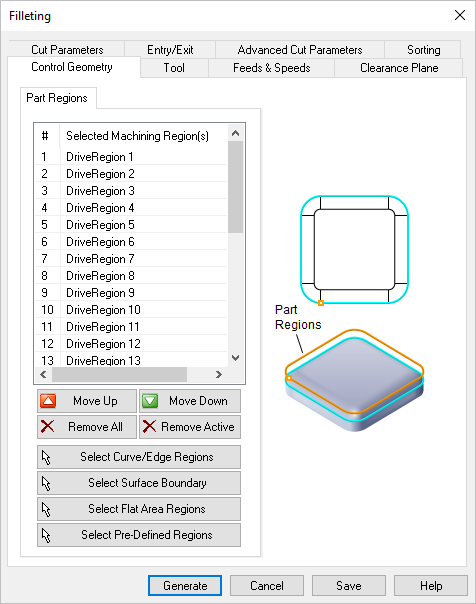 Filleting
Cut Parameters Entry/Exit Advanced Cut Parameters Sorting
Control Geometry Tool Feeds & Speeds Clearance Plane
Part Regions
# Selected Machining Region(s)
1 DriveRegion 1
2 DriveRegion 2
3 DriveRegion 3
4 DriveRegion 4
5 DriveRegion 5
6 DriveRegion 6
7 DriveRegion 7
8 DriveRegion 8
9 DriveRegion 9
10 DriveRegion 10
11 DriveRegion 11
12 DriveRegion 12
13 DriveRegion 13
Move Up Move Down
Remove All Remove Active
Select Curve/Edge Regions
Select Surface Boundary
Select Flat Area Regions
Select Pre-Defined Regions
Part
Regions
Generate Cancel Save Help